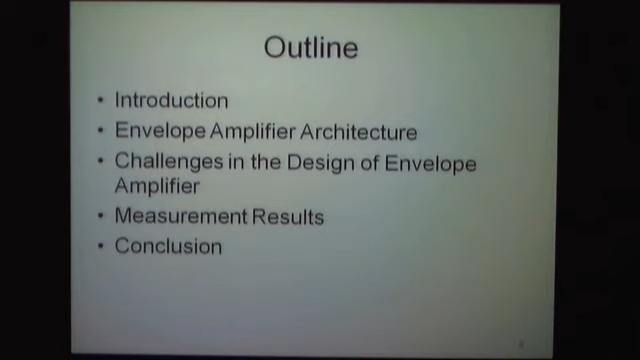 Outline
• Introduction
• Envelope Amplifier Architecture
• Challenges in the Design of Envelope
Amplifier
• Measurement Results
• Conclusion